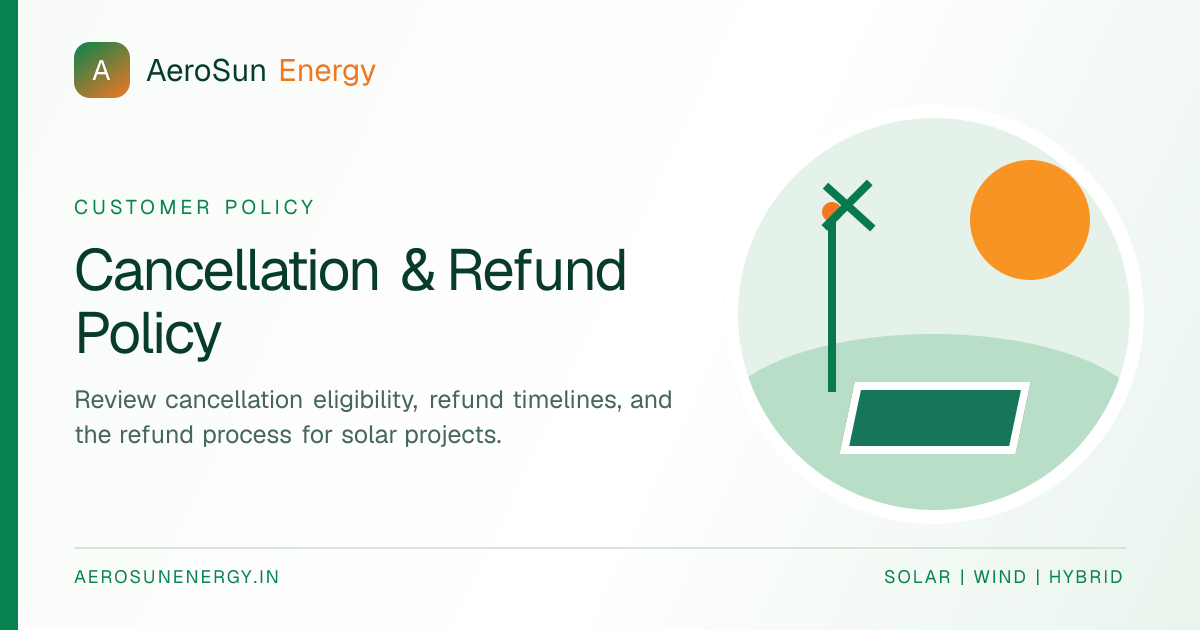 A
AeroSun Energy
CUSTOMER POLICY
Cancellation & Refund
Policy
Review cancellation eligibility, refund timelines, and
the refund process for solar projects.
AEROSUNENERGY.IN
SOLAR | WIND | HYBRID